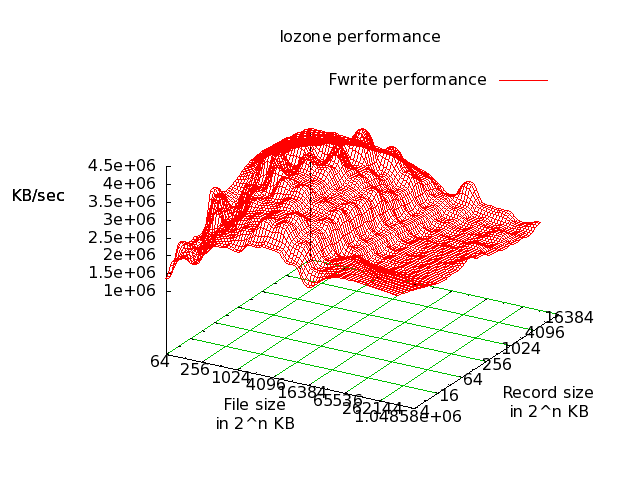 Iozone performance
Fwrite performance
KB/sec
4.5e+06
4e+06
3.5e+06
3e+06
2.5e+06
2e+06
1.5e+06
1e+06
64
256
1024
4096
16384
65536
262144
1.04858e+06
File size
in 2^n KB
4
16
64
256
1024
4096
16384
Record size
in 2^n KB